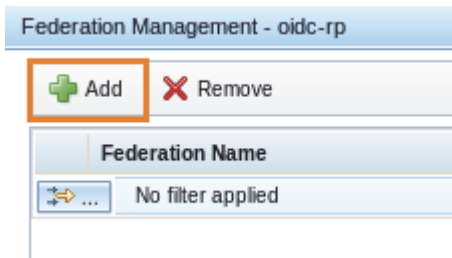 Federation Management - oidc-rp
Add Remove
Federation Name
... No filter applied